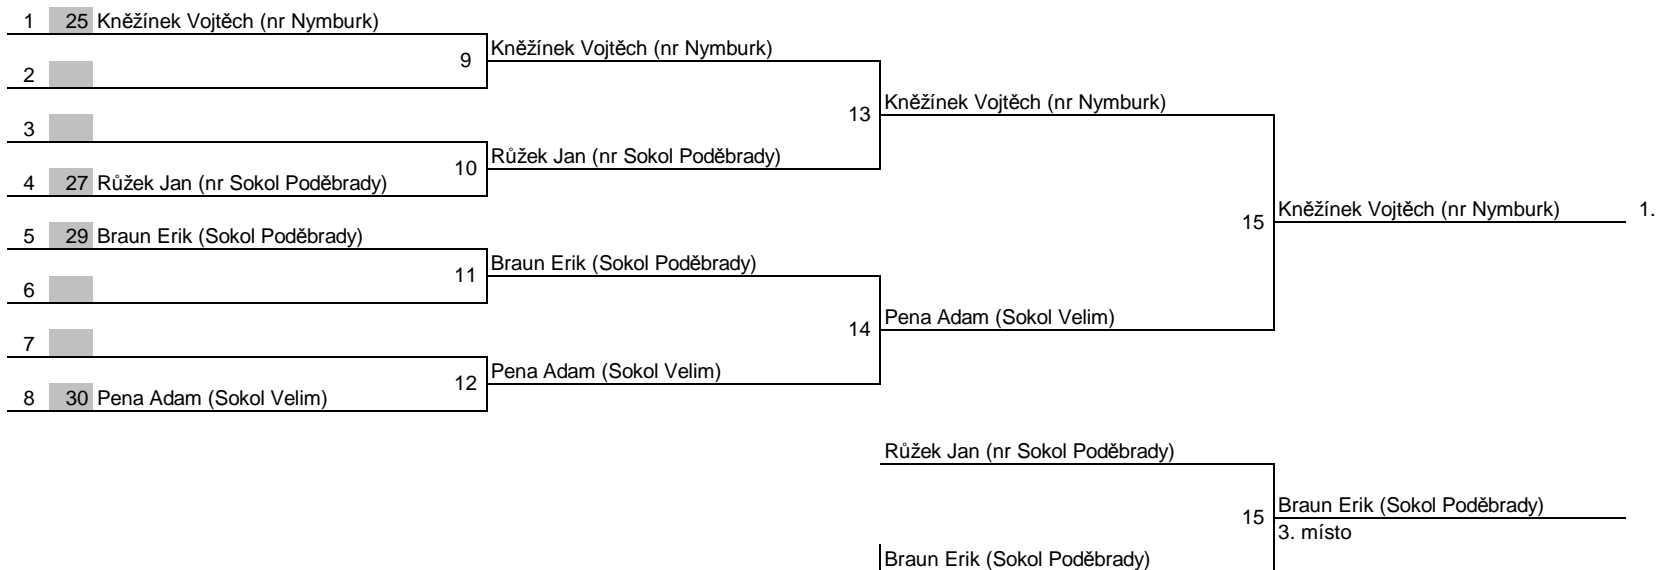 1 25 Kněžínek Vojtěch (nr Nymburk)
9 Kněžínek Vojtěch (nr Nymburk)
2
13 Kněžínek Vojtěch (nr Nymburk)
3
10 Růžek Jan (nr Sokol Poděbrady)
4 27 Růžek Jan (nr Sokol Poděbrady)
15 Kněžínek Vojtěch (nr Nymburk) 1.
5 29 Braun Erik (Sokol Poděbrady)
11 Braun Erik (Sokol Poděbrady)
6
14 Pena Adam (Sokol Velim)
7
12 Pena Adam (Sokol Velim)
8 30 Pena Adam (Sokol Velim)
Růžek Jan (nr Sokol Poděbrady)
15 Braun Erik (Sokol Poděbrady)
3. místo
Braun Erik (Sokol Poděbrady)